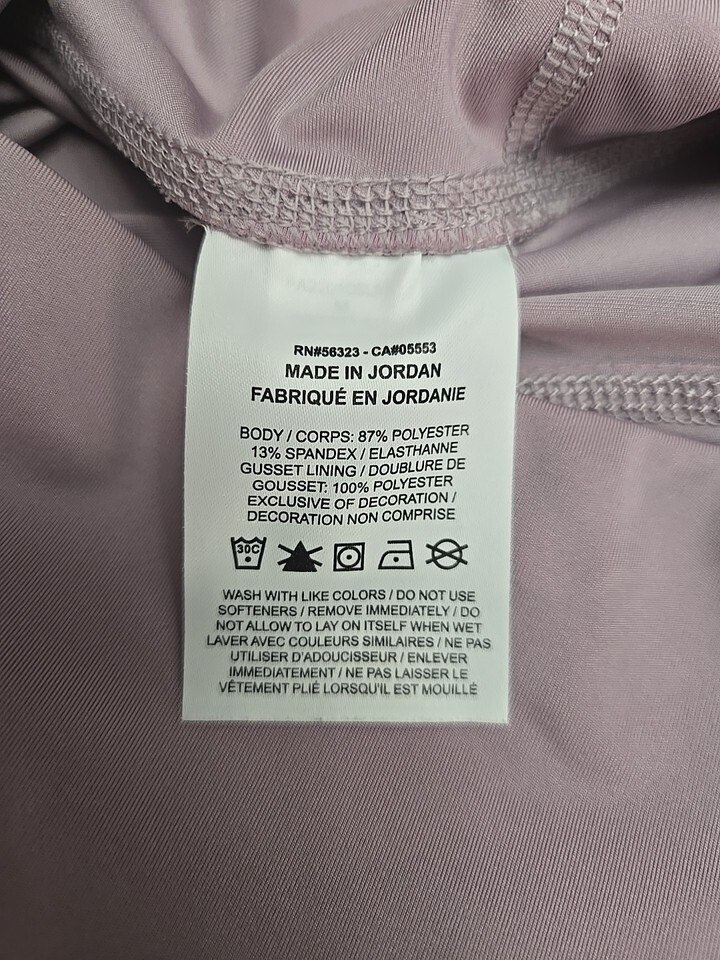 RN#56323 - CA#05553
MADE IN JORDAN
FABRIQUÉ EN JORDANIE
BODY / CORPS: 87% POLYESTER
13% SPANDEX / ELASTHANNE
GUSSET LINING / DOUBLURE DE
GOUSSET: 100% POLYESTER
EXCLUSIVE OF DECORATION /
DECORATION NON COMPRISE
30C
WASH WITH LIKE COLORS / DO NOT USE
SOFTENERS / REMOVE IMMEDIATELY / DO
NOT ALLOW TO LAY ON ITSELF WHEN WET
LAVER AVEC COULEURS SIMILAIRES / NE PAS
UTILISER D'ADOUCISSEUR / ENLEVER
IMMEDIATEMENT / NE PAS LAISSER LE
VÊTEMENT PLIÉ LORSQU'IL EST MOUILLÉ